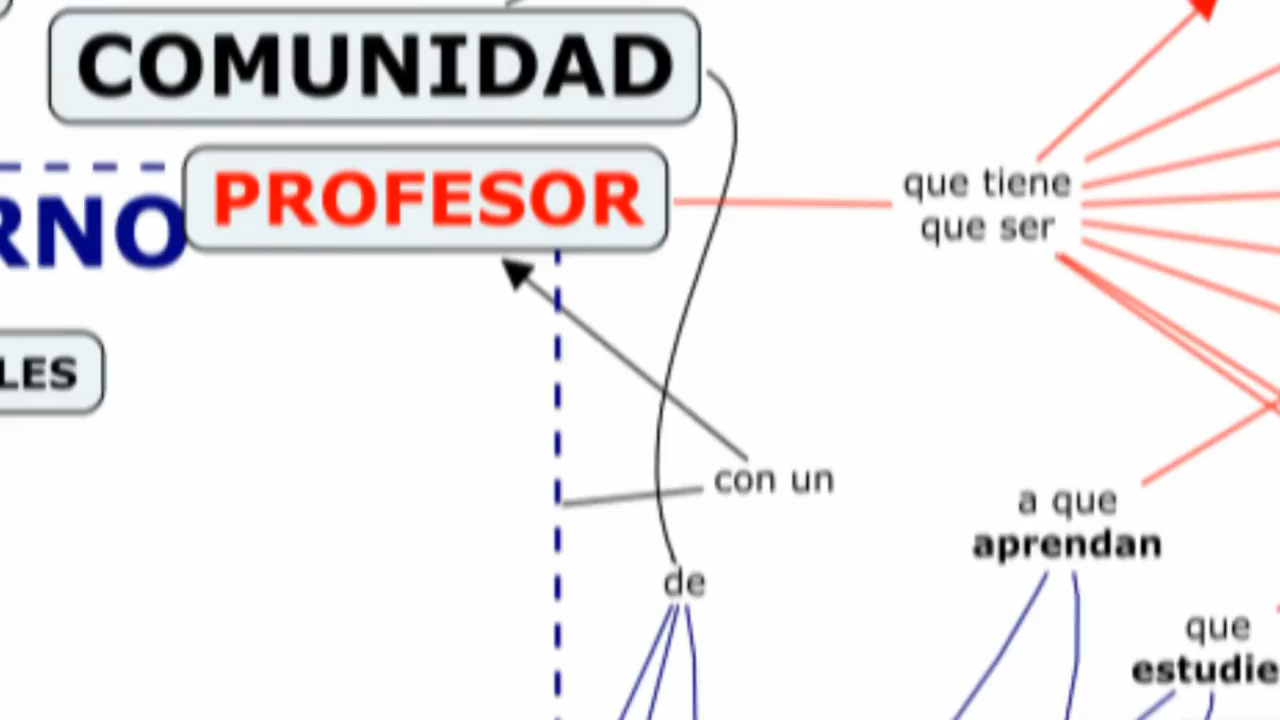 COMUNIDAD
PROFESOR
que tiene
que ser
RNO
LES
con un
a que
aprendan
de
que
estudie